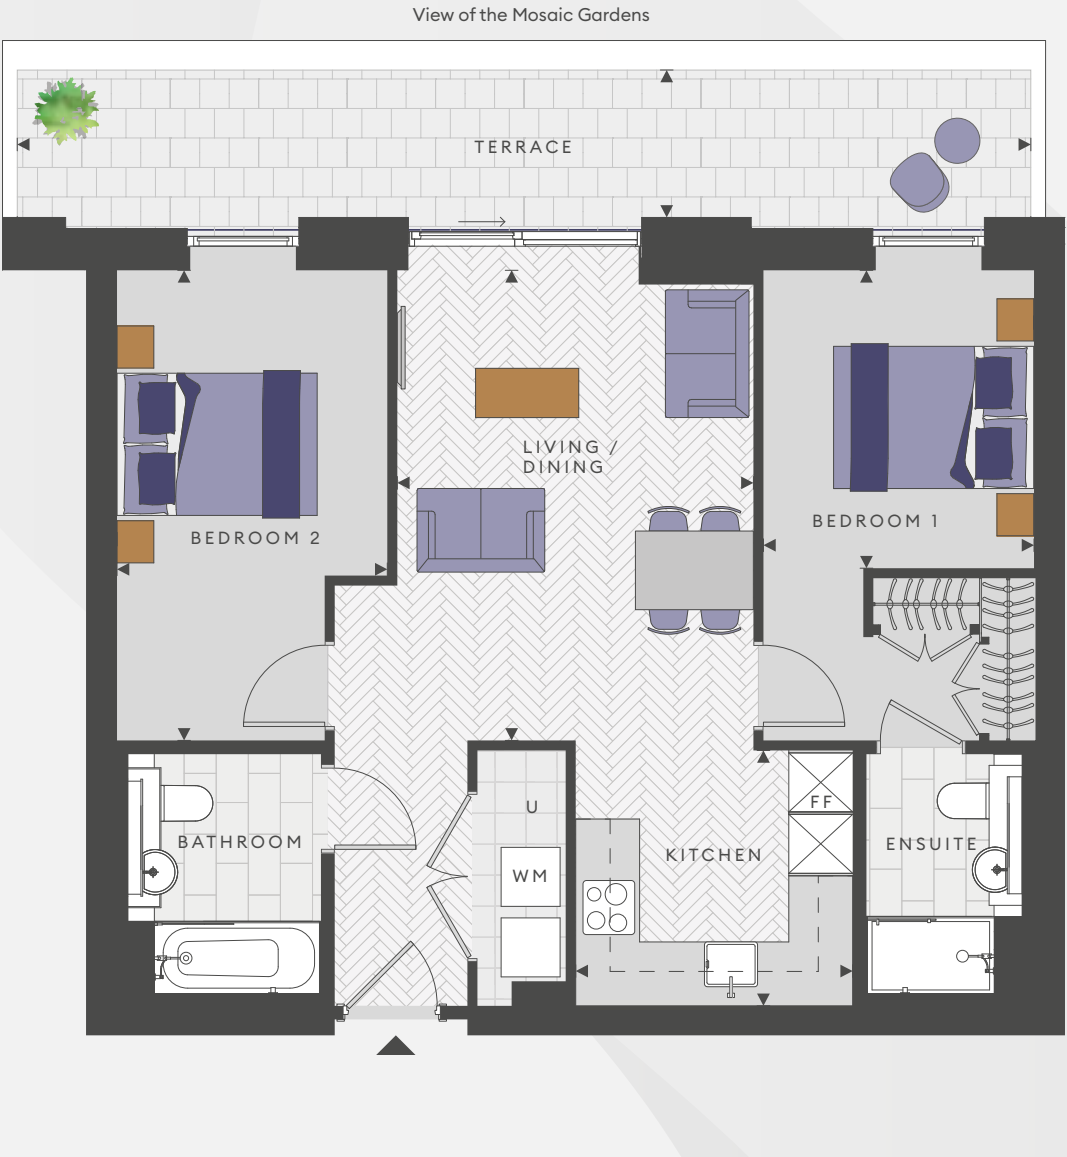 View of the Mosaic Gardens
TERRACE
LIVING /
DINING
BEDROOM 2
BEDROOM 1
U
FF
BATHROOM
ENSUITE
KITCHEN
WM